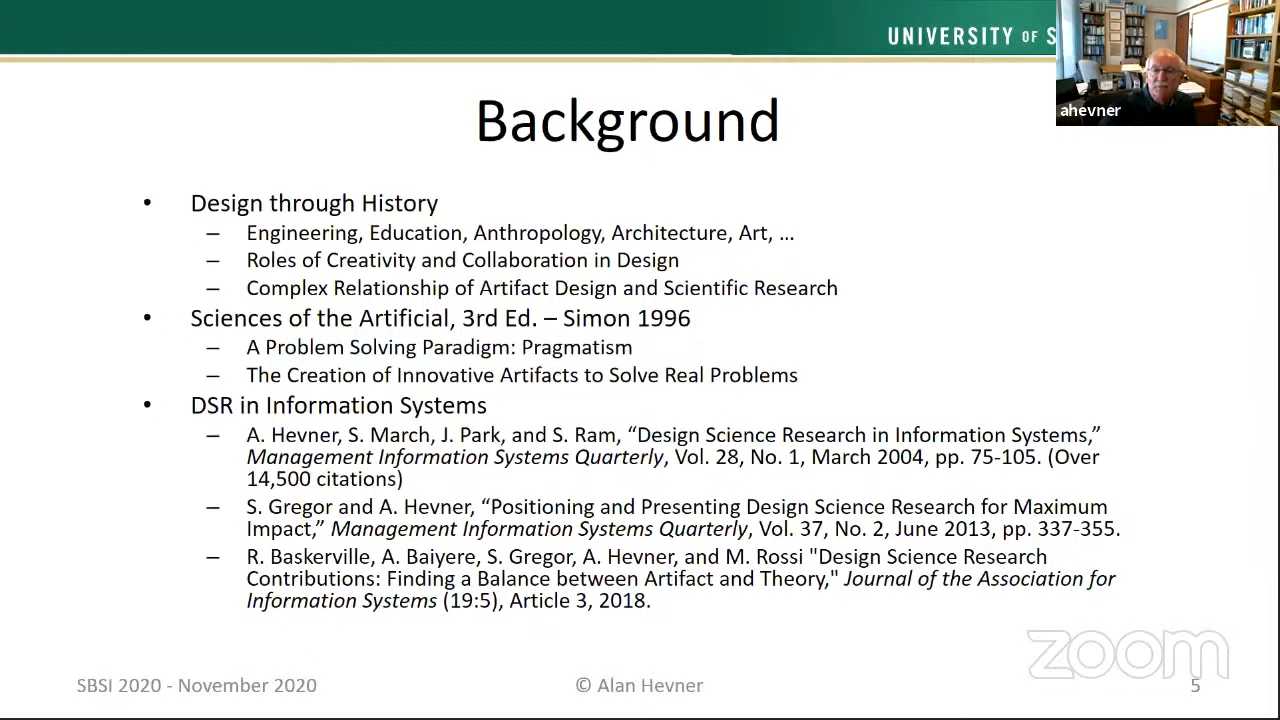 UNIVERSITY OF S
ahevner
Background
• Design through History
– Engineering, Education, Anthropology, Architecture, Art, …
– Roles of Creativity and Collaboration in Design
– Complex Relationship of Artifact Design and Scientific Research
• Sciences of the Artificial, 3rd Ed. – Simon 1996
– A Problem Solving Paradigm: Pragmatism
– The Creation of Innovative Artifacts to Solve Real Problems
• DSR in Information Systems
– A. Hevner, S. March, J. Park, and S. Ram, “Design Science Research in Information Systems,”
Management Information Systems Quarterly, Vol. 28, No. 1, March 2004, pp. 75-105. (Over
14,500 citations)
– S. Gregor and A. Hevner, “Positioning and Presenting Design Science Research for Maximum
Impact,” Management Information Systems Quarterly, Vol. 37, No. 2, June 2013, pp. 337-355.
– R. Baskerville, A. Baiyere, S. Gregor, A. Hevner, and M. Rossi "Design Science Research
Contributions: Finding a Balance between Artifact and Theory," Journal of the Association for
Information Systems (19:5), Article 3, 2018.
zoom
SBSI 2020 - November 2020
© Alan Hevner
5